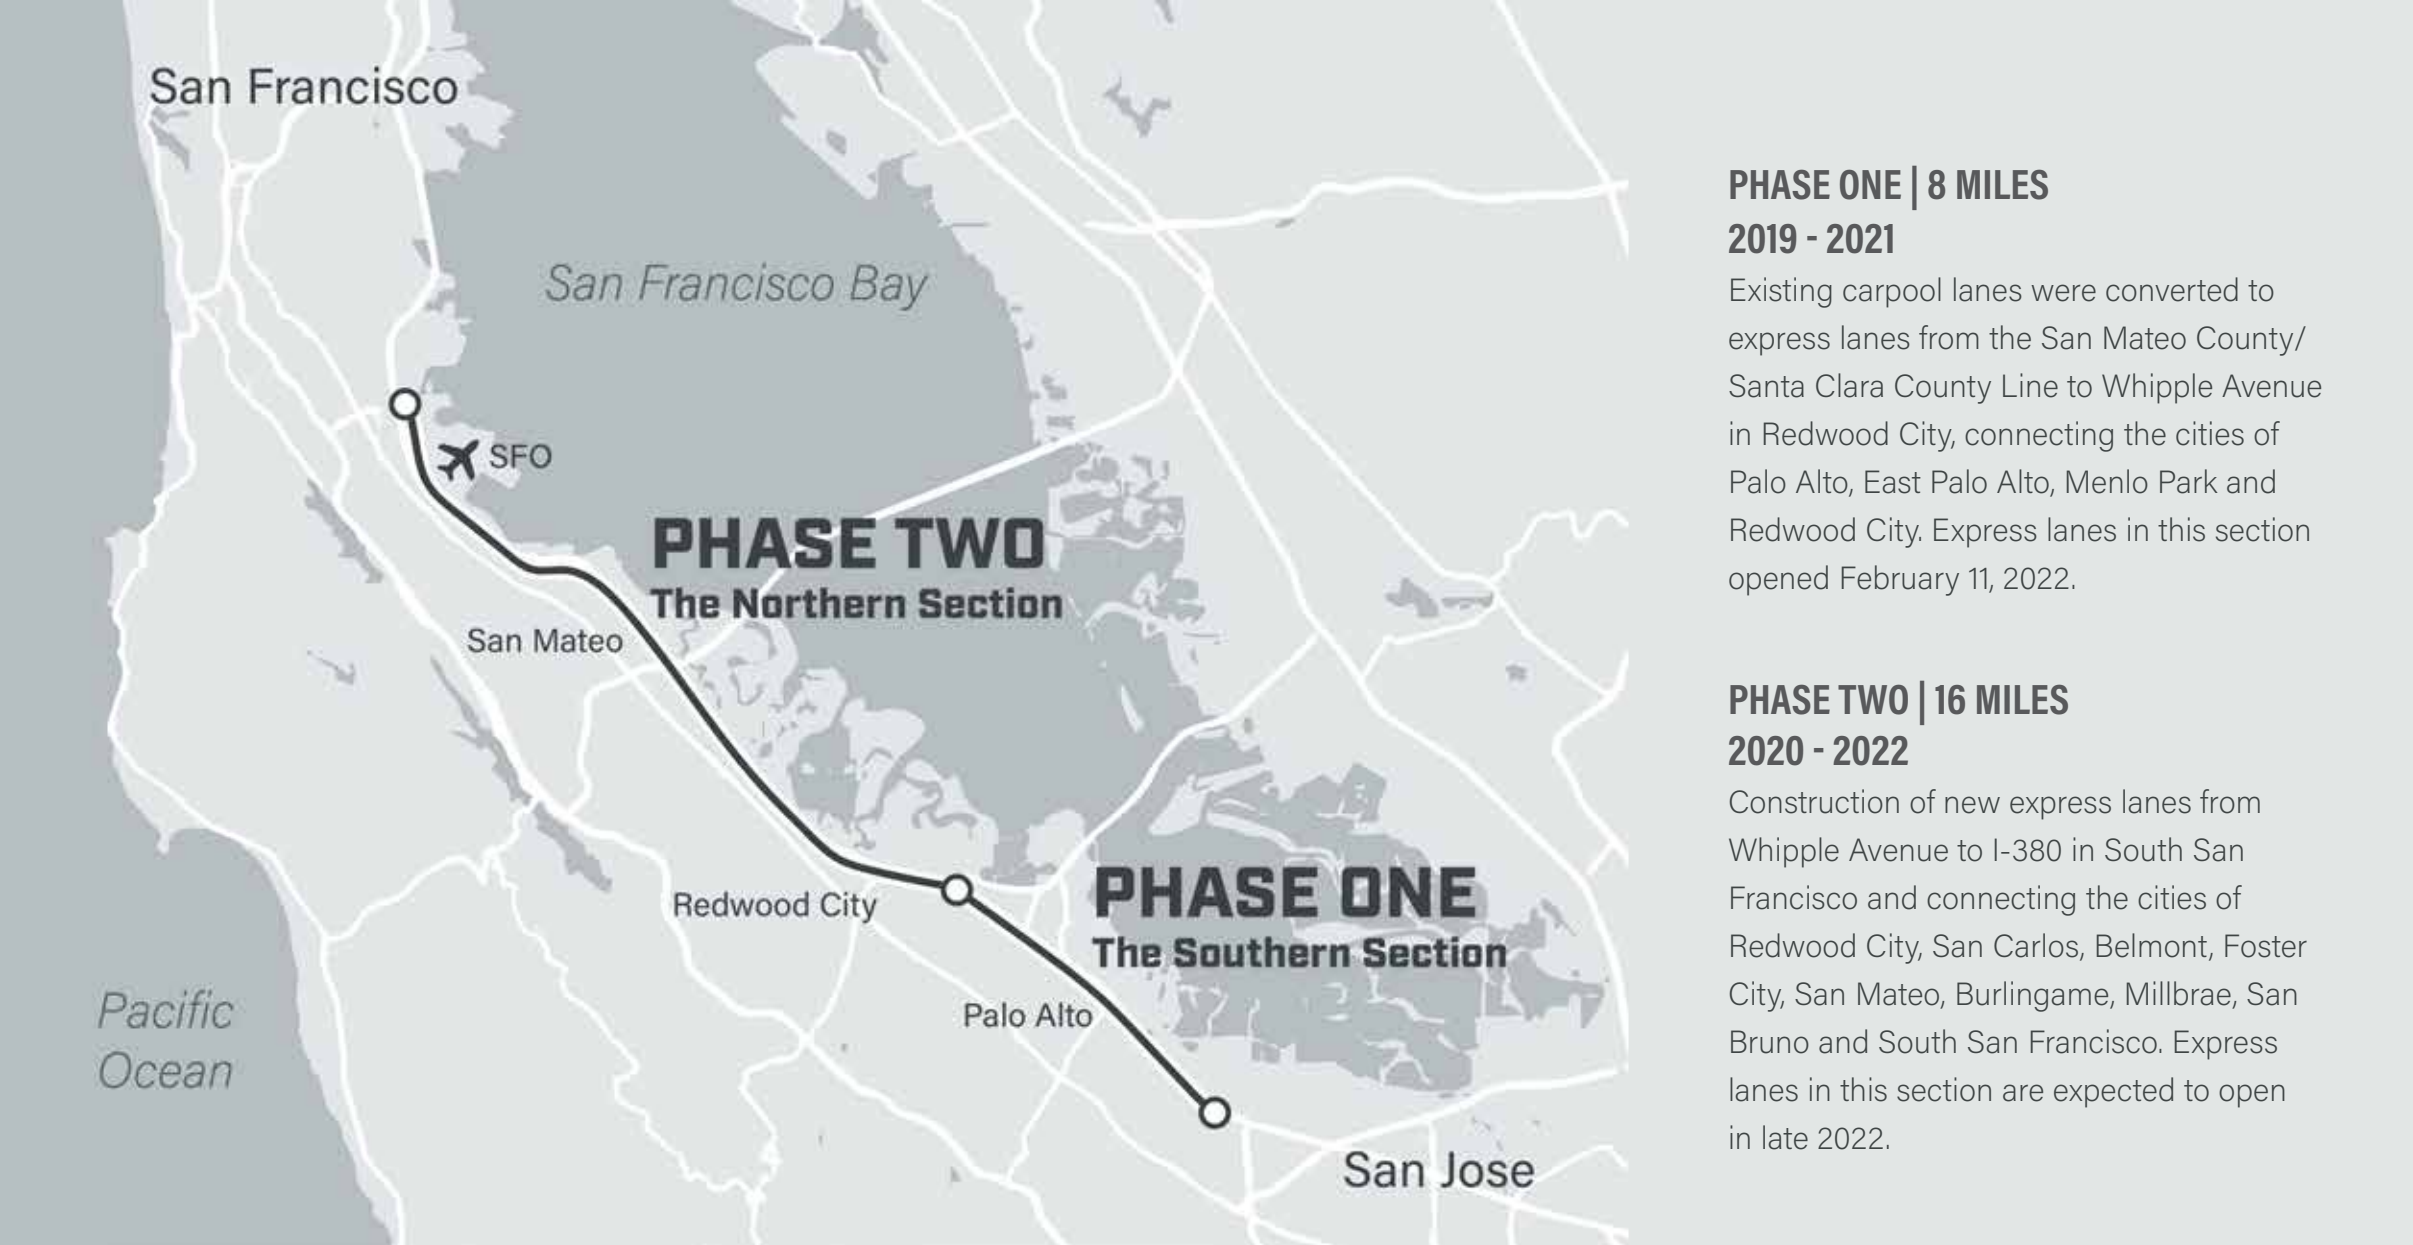 San Francisco
San Francisco Bay
SFO
PHASE TWO
The Northern Section
San Mateo
Redwood City
PHASE ONE
The Southern Section
Palo Alto
Pacific
Ocean
San Jose
PHASE ONE | 8 MILES
2019 - 2021
Existing carpool lanes were converted to
express lanes from the San Mateo County/
Santa Clara County Line to Whipple Avenue
in Redwood City, connecting the cities of
Palo Alto, East Palo Alto, Menlo Park and
Redwood City. Express lanes in this section
opened February 11, 2022.
PHASE TWO | 16 MILES
2020 - 2022
Construction of new express lanes from
Whipple Avenue to I-380 in South San
Francisco and connecting the cities of
Redwood City, San Carlos, Belmont, Foster
City, San Mateo, Burlingame, Millbrae, San
Bruno and South San Francisco. Express
lanes in this section are expected to open
in late 2022.